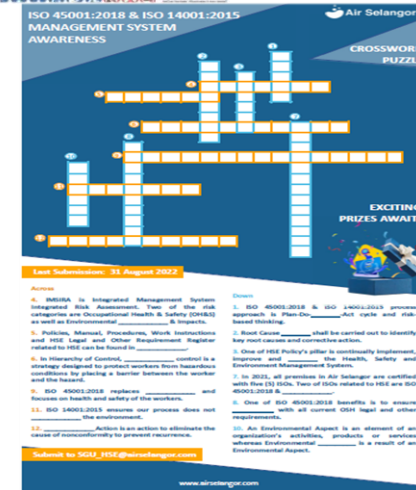 ISO 45001:2018 & ISO 14001:2015
MANAGEMENT SYSTEM
AWARENESS
Air Selangor
CROSSWOR
PUZZL
EXCITIN
PRIZES AWAIT
Last Submission: 31 August 2022
Across
4. IMSIRA is Integrated Management System
Integrated Risk Assessment. Two of the risk
categories are Occupational Health & Safety (OH&S)
as well as Environmental ____________ & Impacts.
5. Policies, Manual, Procedures, Work Instructions
and HSE Legal and Other Requirement Register
related to HSE can be found in ____________.
6. In Hierarchy of Control, ____________ control is a
strategy designed to protect workers from hazardous
conditions by placing a barrier between the worker
and the hazard.
9. ISO 45001:2018 replaces ____________ and
focuses on health and safety of the workers.
11. ISO 14001:2015 ensures our process does not
____________ the environment.
12. ____________ Action is an action to eliminate the
cause of nonconformity to prevent recurrence.
Submit to SGU_HSE@airselangor.com
Down
1. ISO 45001:2018 & ISO 14001:2015 process
approach is Plan-Do-______-Act cycle and risk-
based thinking.
2. Root Cause ________ shall be carried out to identify
key root causes and corrective action.
3. One of HSE Policy's pillar is continually implement,
improve and ________ the Health, Safety and
Environment Management System.
7. In 2021, all premises in Air Selangor are certified
with five (5) ISOs. Two of ISOs related to HSE are ISO
45001:2018 & ____________.
8. One of ISO 45001:2018 benefits is to ensure
____________ with all current OSH legal and other
requirements.
10. An Environmental Aspect is an element of an
organization's activities, products or services
whereas Environmental ________ is a result of an
Environmental Aspect.
www.airselangor.com